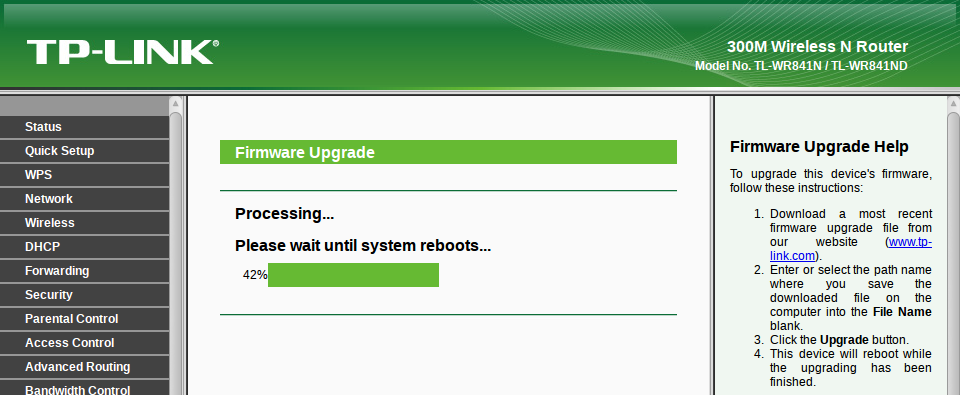 TP-LINK®
300M Wireless N Router
Model No. TL-WR841N / TL-WR841ND
Status
Quick Setup
WPS
Network
Wireless
DHCP
Forwarding
Security
Parental Control
Access Control
Advanced Routing
Bandwidth Control
Firmware Upgrade
Processing...
Please wait until system reboots...
42%
Firmware Upgrade Help
To upgrade this device's firmware,
follow these instructions:
1. Download a most recent
firmware upgrade file from
our website (www.tp-
link.com).
2. Enter or select the path name
where you save the
downloaded file on the
computer into the File Name
blank.
3. Click the Upgrade button.
4. This device will reboot while
the upgrading has been
finished.